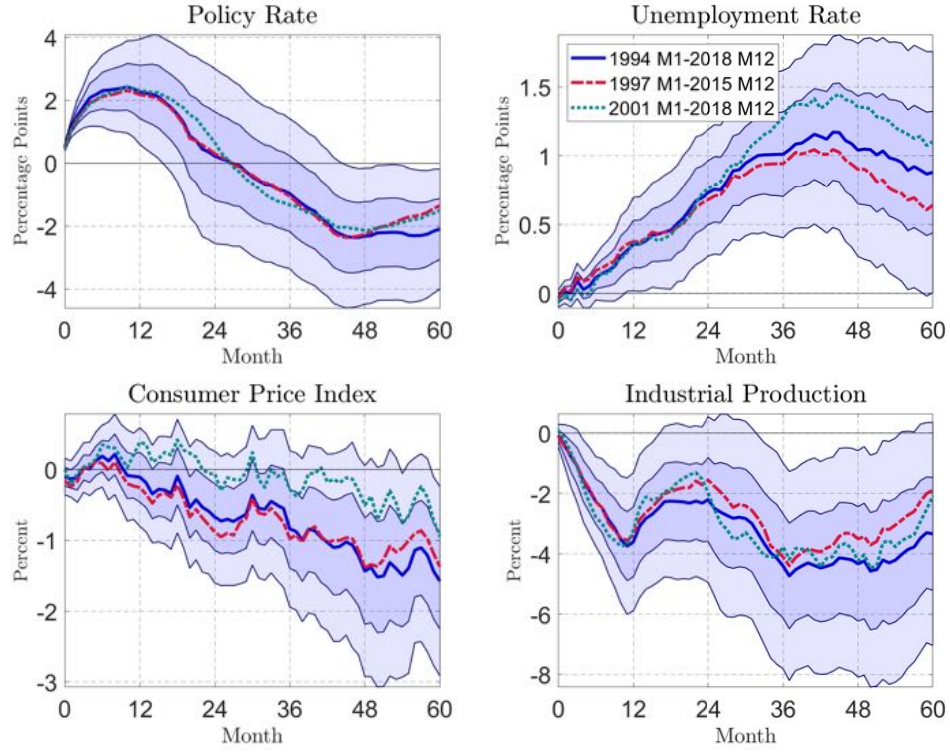 Policy Rate
Percentage Points
4
2
0
-2
-4
0 12 24 36 48 60
Month
Unemployment Rate
Percentage Points
1.5
1
0.5
0
1994 M1-2018 M12
1997 M1-2015 M12
2001 M1-2018 M12
0 12 24 36 48 60
Month
Consumer Price Index
Percent
0
-1
-2
-3
0 12 24 36 48 60
Month
Industrial Production
Percent
0
-2
-4
-6
-8
0 12 24 36 48 60
Month